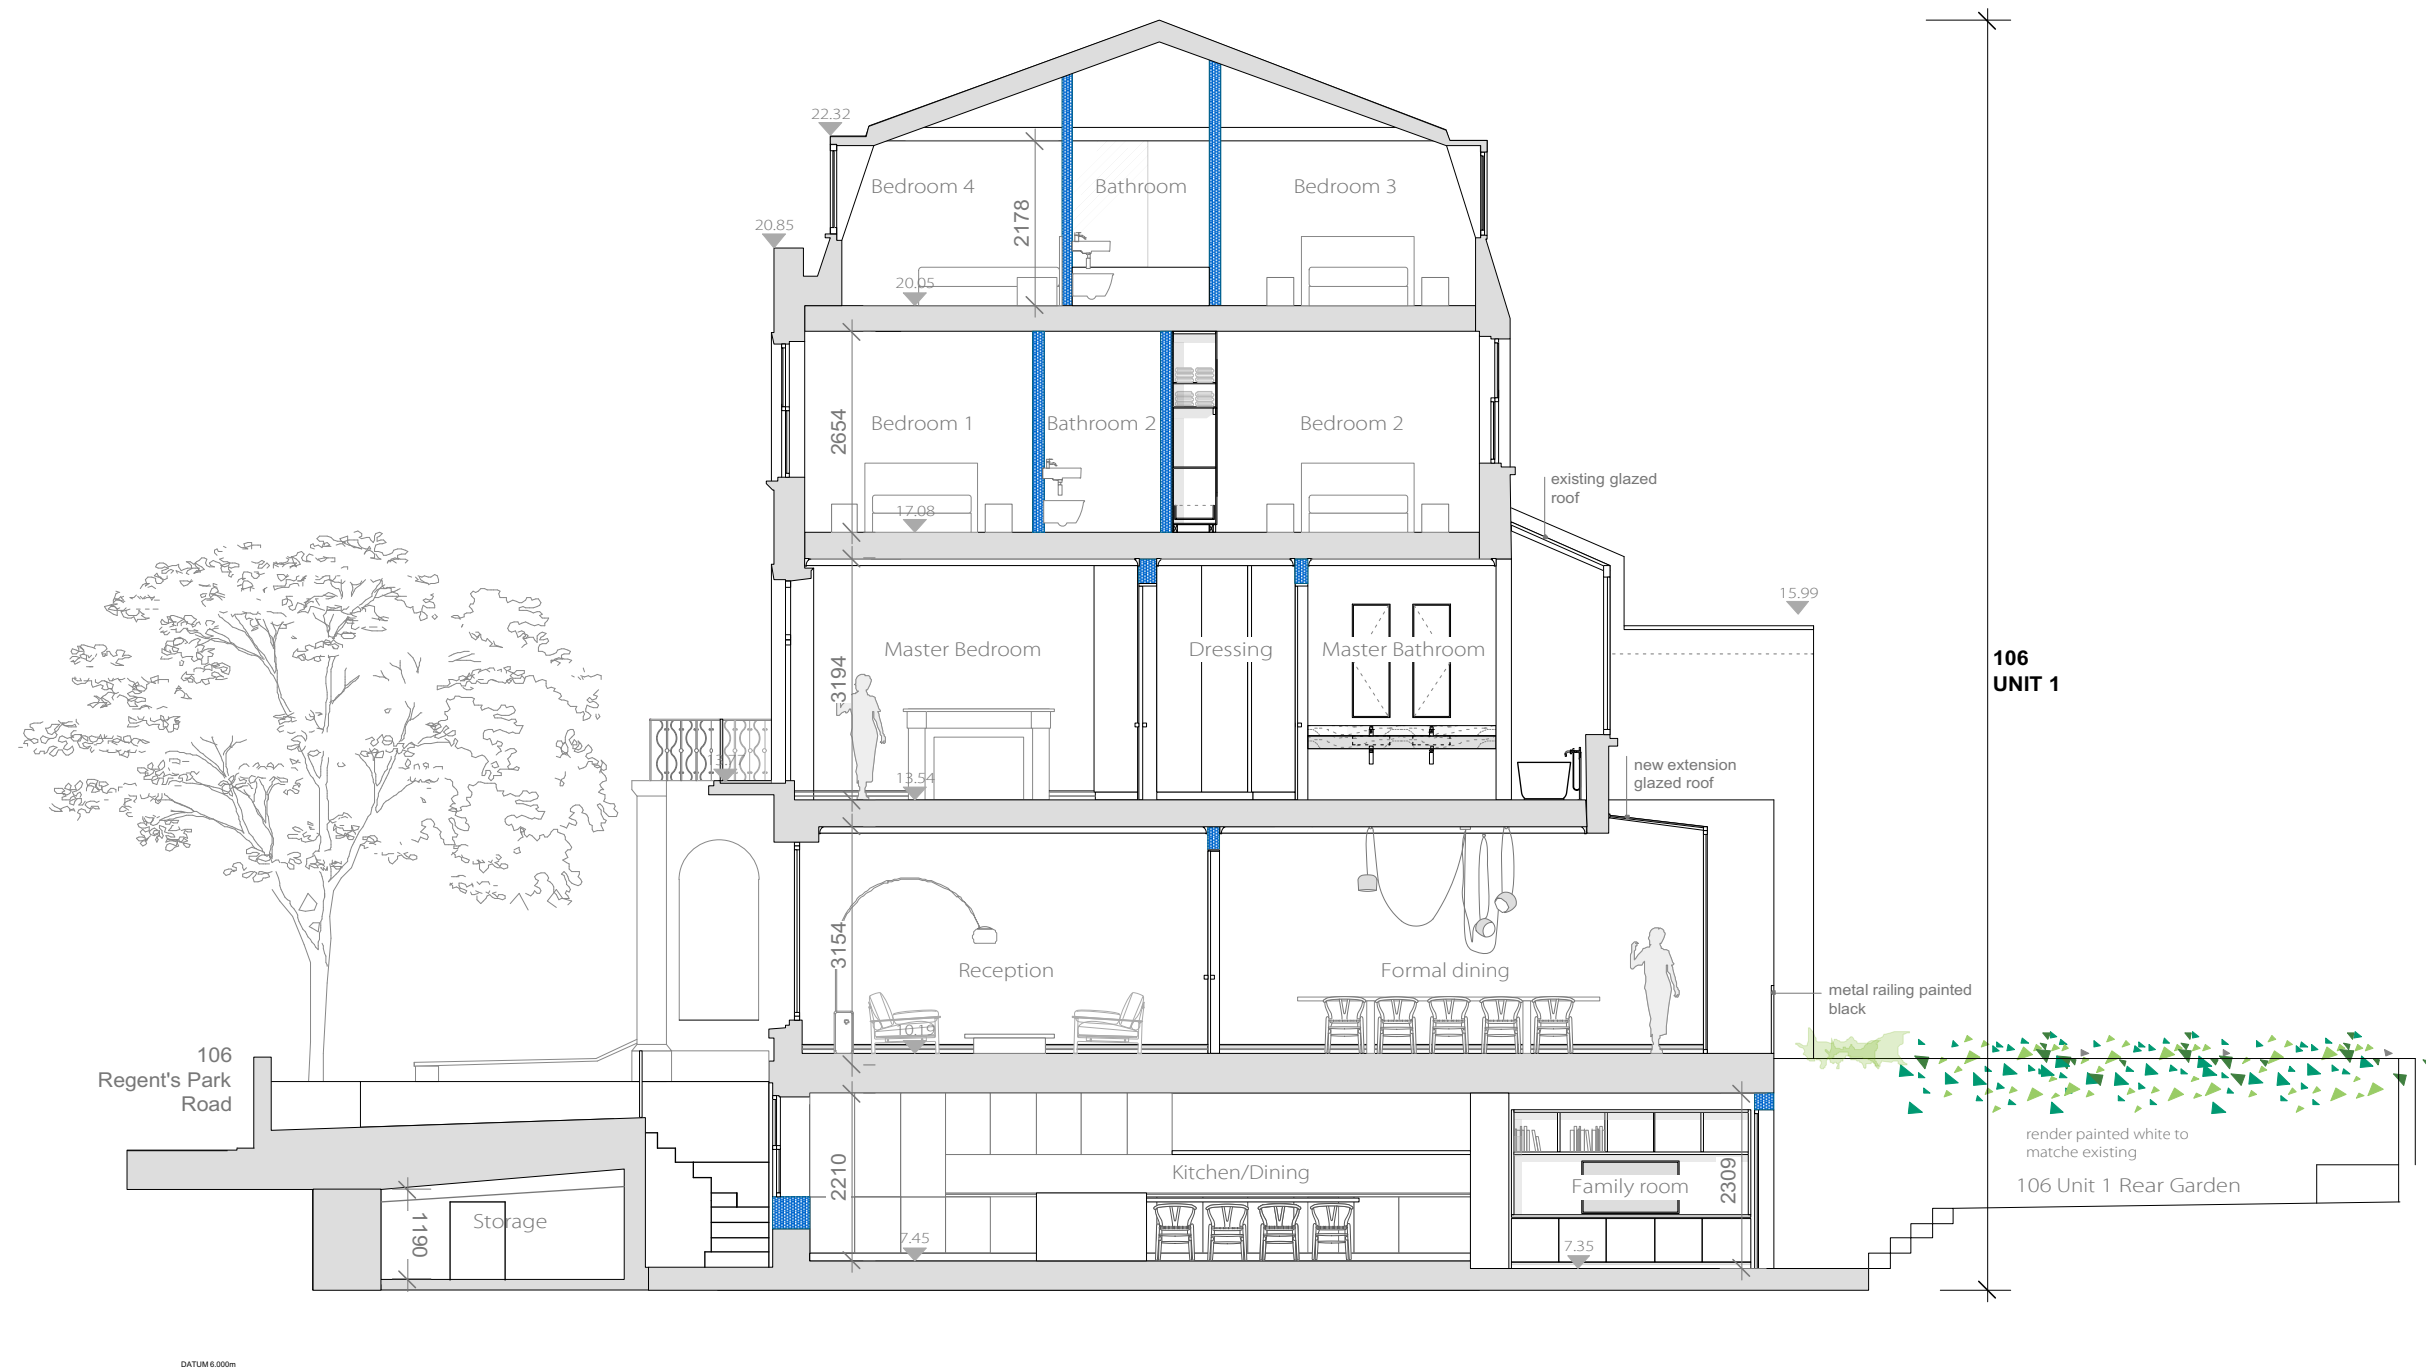 22.32
Bedroom 4
Bathroom
Bedroom 3
2178
20.85
20.05
2654
Bedroom 1
Bathroom 2
Bedroom 2
existing glazed
roof
17.08
15.99
Master Bedroom
Dressing
Master Bathroom
3194
106
UNIT 1
13.77
13.54
new extension
glazed roof
3154
Reception
Formal dining
metal railing painted
black
10.19
106
Regent's Park
Road
render painted white to
matche existing
2210
Kitchen/Dining
Family room
2309
106 Unit 1 Rear Garden
1190
Storage
7.45
7.35
DATUM 6.000m